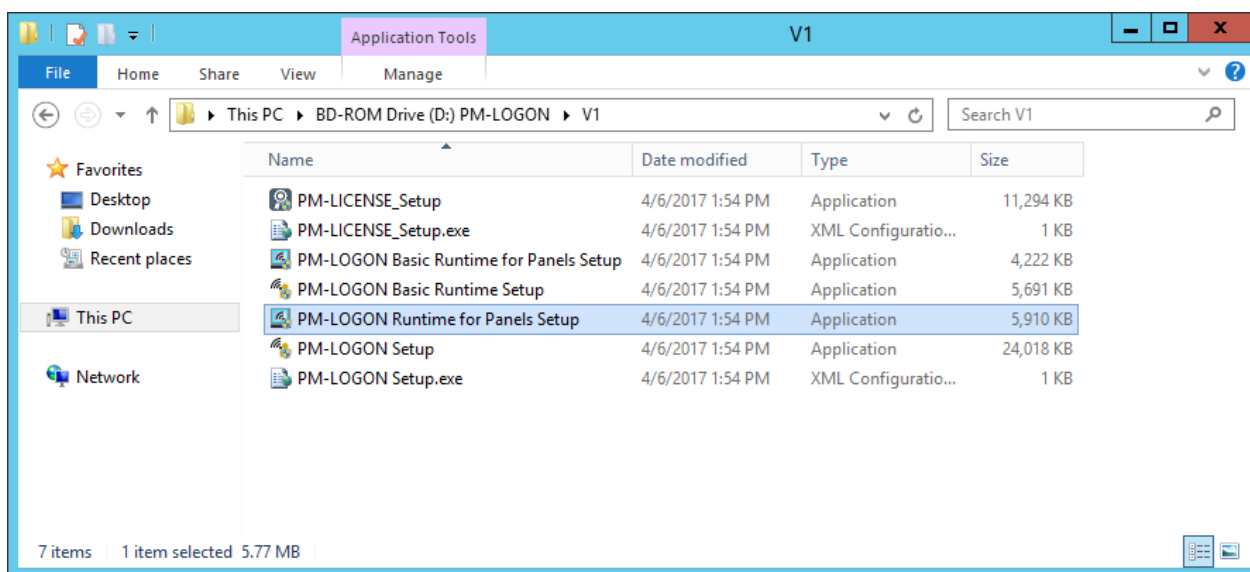 Application Tools V1
File Home Share View Manage
This PC BD-ROM Drive (D:) PM-LOGON V1 Search V1
Favorites
Desktop
Downloads
Recent places
This PC
Network
Name Date modified Type Size
PM-LICENSE_Setup 4/6/2017 1:54 PM Application 11,294 KB
PM-LICENSE_Setup.exe 4/6/2017 1:54 PM XML Configuratio... 1 KB
PM-LOGON Basic Runtime for Panels Setup 4/6/2017 1:54 PM Application 4,222 KB
PM-LOGON Basic Runtime Setup 4/6/2017 1:54 PM Application 5,691 KB
PM-LOGON Runtime for Panels Setup 4/6/2017 1:54 PM Application 5,910 KB
PM-LOGON Setup 4/6/2017 1:54 PM Application 24,018 KB
PM-LOGON Setup.exe 4/6/2017 1:54 PM XML Configuratio... 1 KB
7 items 1 item selected 5.77 MB